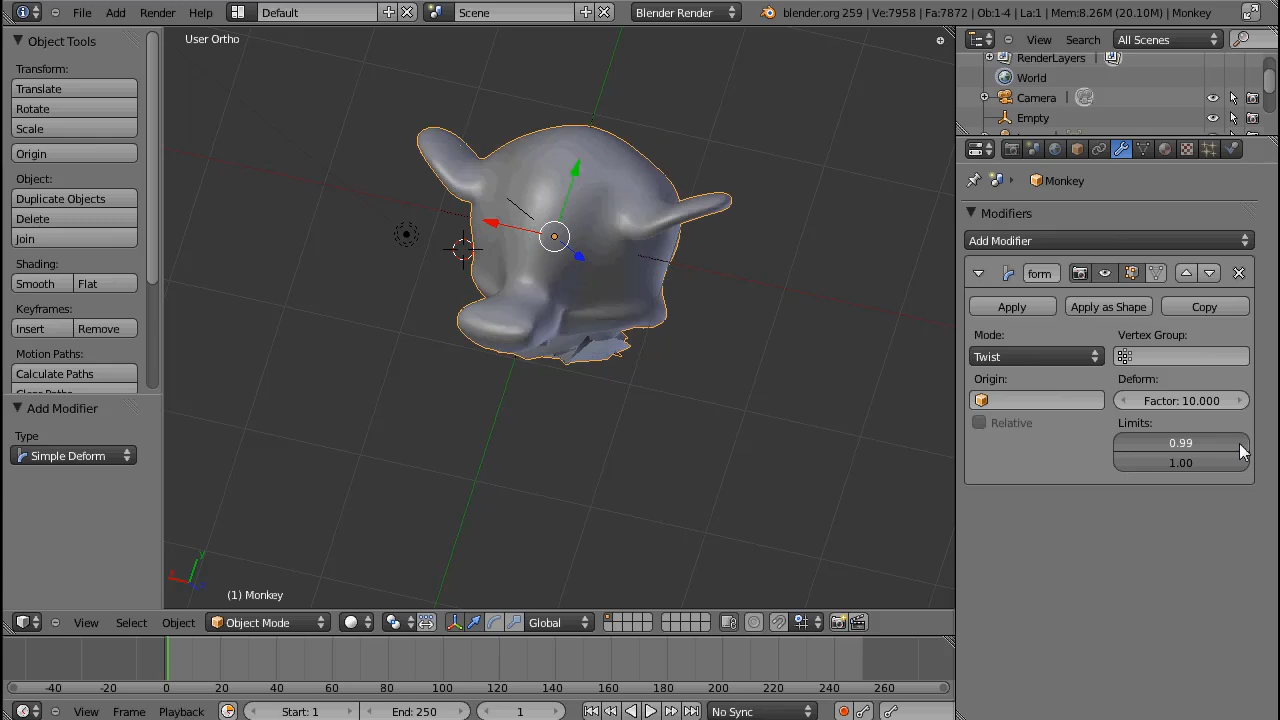 File Add Render Help Default Scene Blender Render blender.org 259 | Ve:7958 | Fa:7872 | Ob:1-4 | La:1 | Mem:8.26M (20.10M) | Monkey
Object Tools
Transform:
Translate
Rotate
Scale
Origin
Object:
Duplicate Objects
Delete
Join
Shading:
Smooth Flat
Keyframes:
Insert Remove
Motion Paths:
Calculate Paths
Add Modifier
Type
Simple Deform
User Ortho
y
x
(1) Monkey
View Select Object Object Mode Global
-40 -20 0 20 40 60 80 100 120 140 160 180 200 220 240 260
View Frame Playback Start: 1 End: 250 1 No Sync
View Search All Scenes
RenderLayers |
World
Camera |
Empty
Monkey
Modifiers
Add Modifier
form
Apply Apply as Shape Copy
Mode: Vertex Group:
Twist
Origin: Deform:
Factor: 10.000
Relative Limits:
0.99
1.00